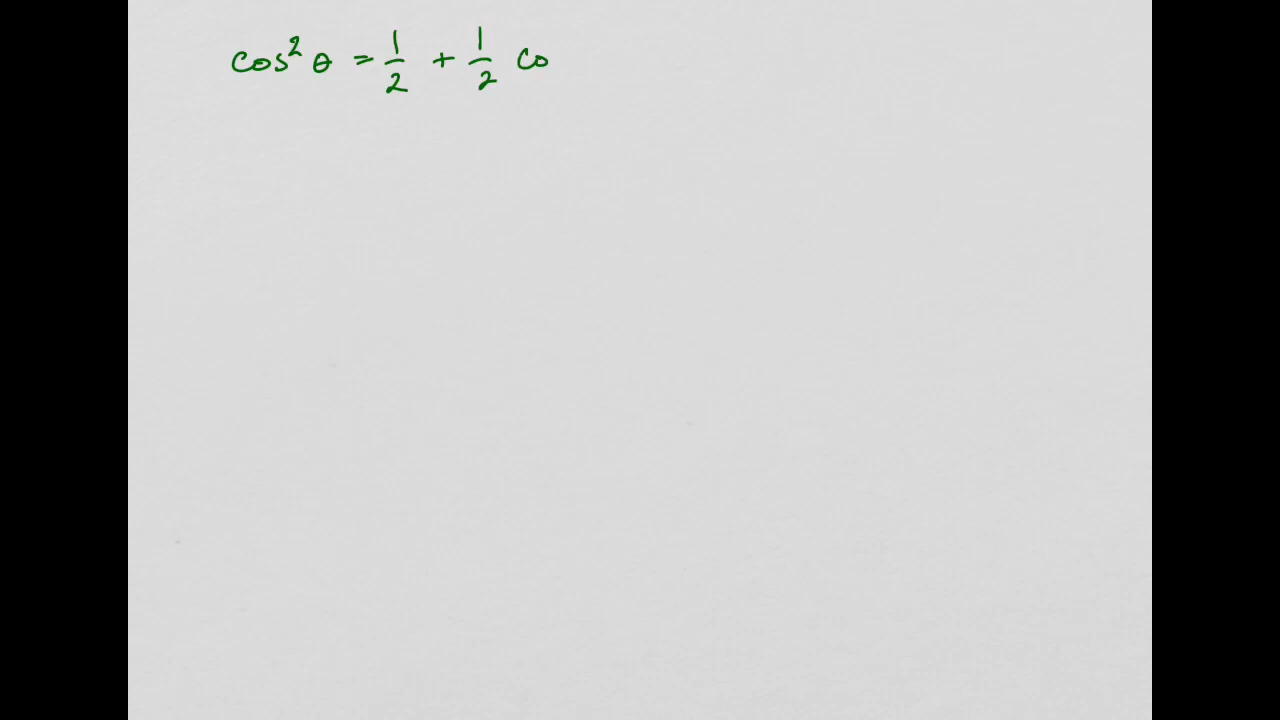 cos² θ = 1/2 + 1/2 co